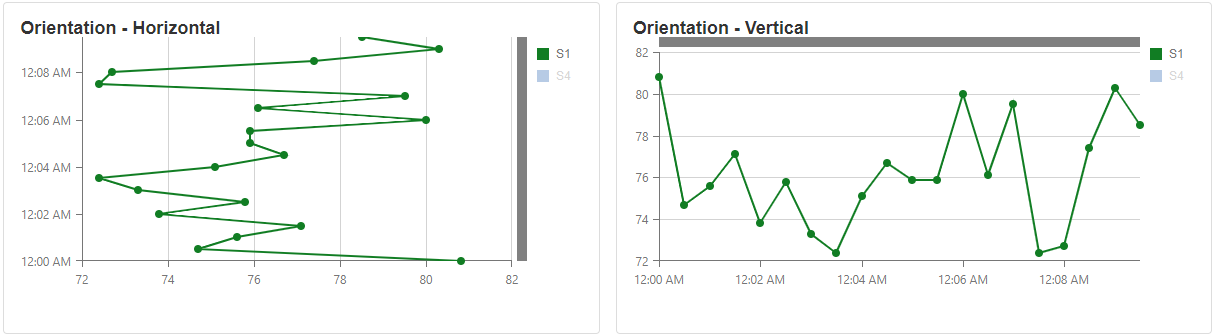 Orientation - Horizontal
S1
S4
12:08 AM
12:06 AM
12:04 AM
12:02 AM
12:00 AM
72 74 76 78 80 82
Orientation - Vertical
S1
S4
82
80
78
76
74
72
12:00 AM 12:02 AM 12:04 AM 12:06 AM 12:08 AM